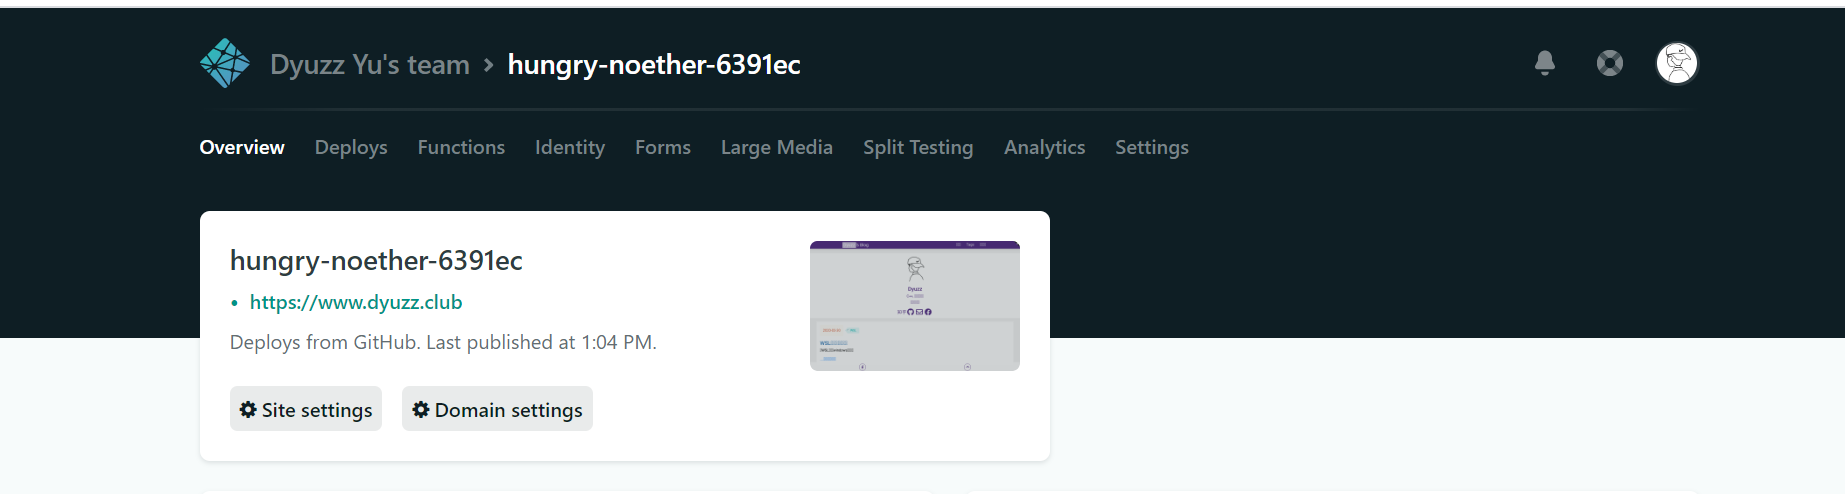 Dyuzz Yu's team > hungry-noether-6391ec
Overview Deploys Functions Identity Forms Large Media Split Testing Analytics Settings
hungry-noether-6391ec
• https://www.dyuzz.club
Deploys from GitHub. Last published at 1:04 PM.
Site settings Domain settings
Dyuzz